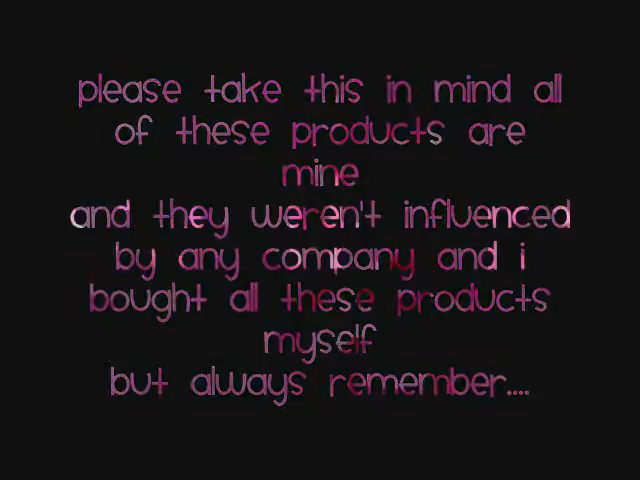 please take this in mind all
of these products are
mine
and they weren't influenced
by any company and i
bought all these products
myself
but always remember....